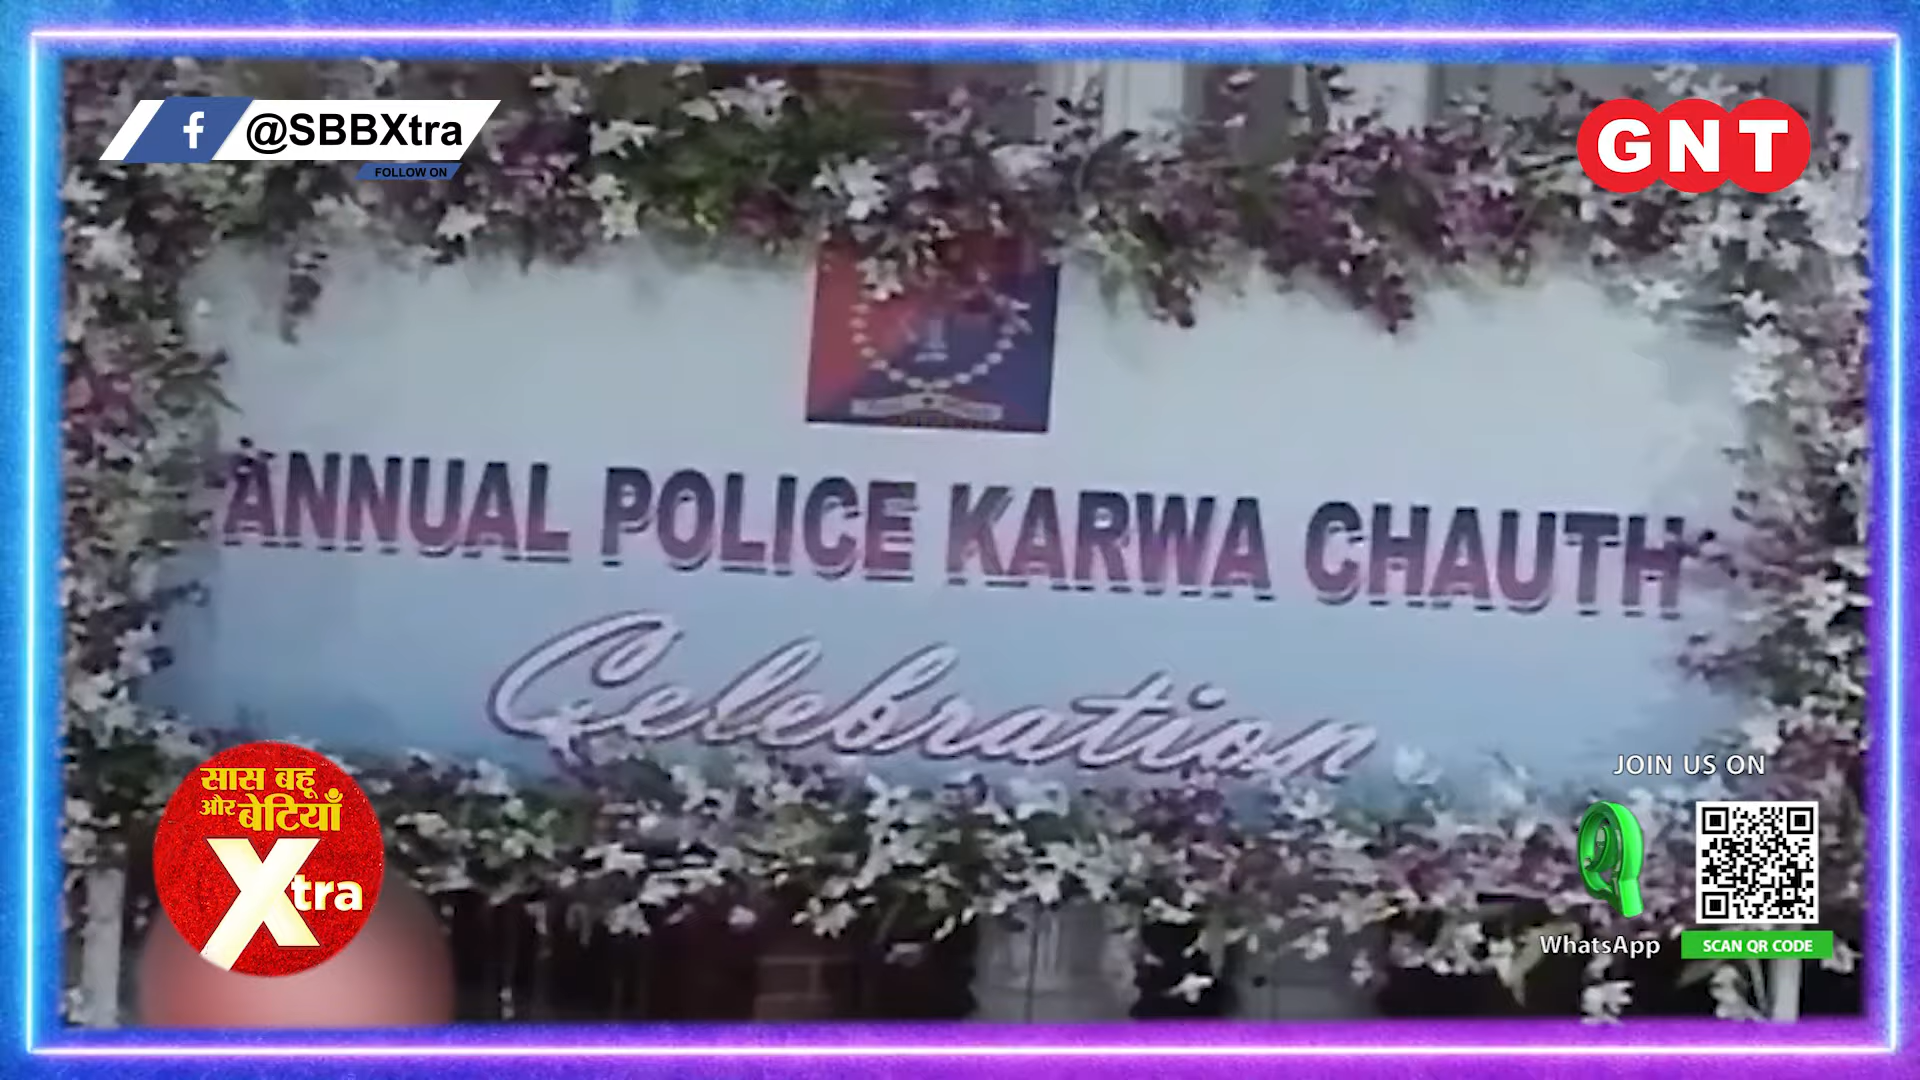 @SBBXtra
FOLLOW ON
GNT
ANNUAL POLICE KARWA CHAUTH
Celebration
सास बहू
और बेटियाँ
Xtra
JOIN US ON
WhatsApp
SCAN QR CODE